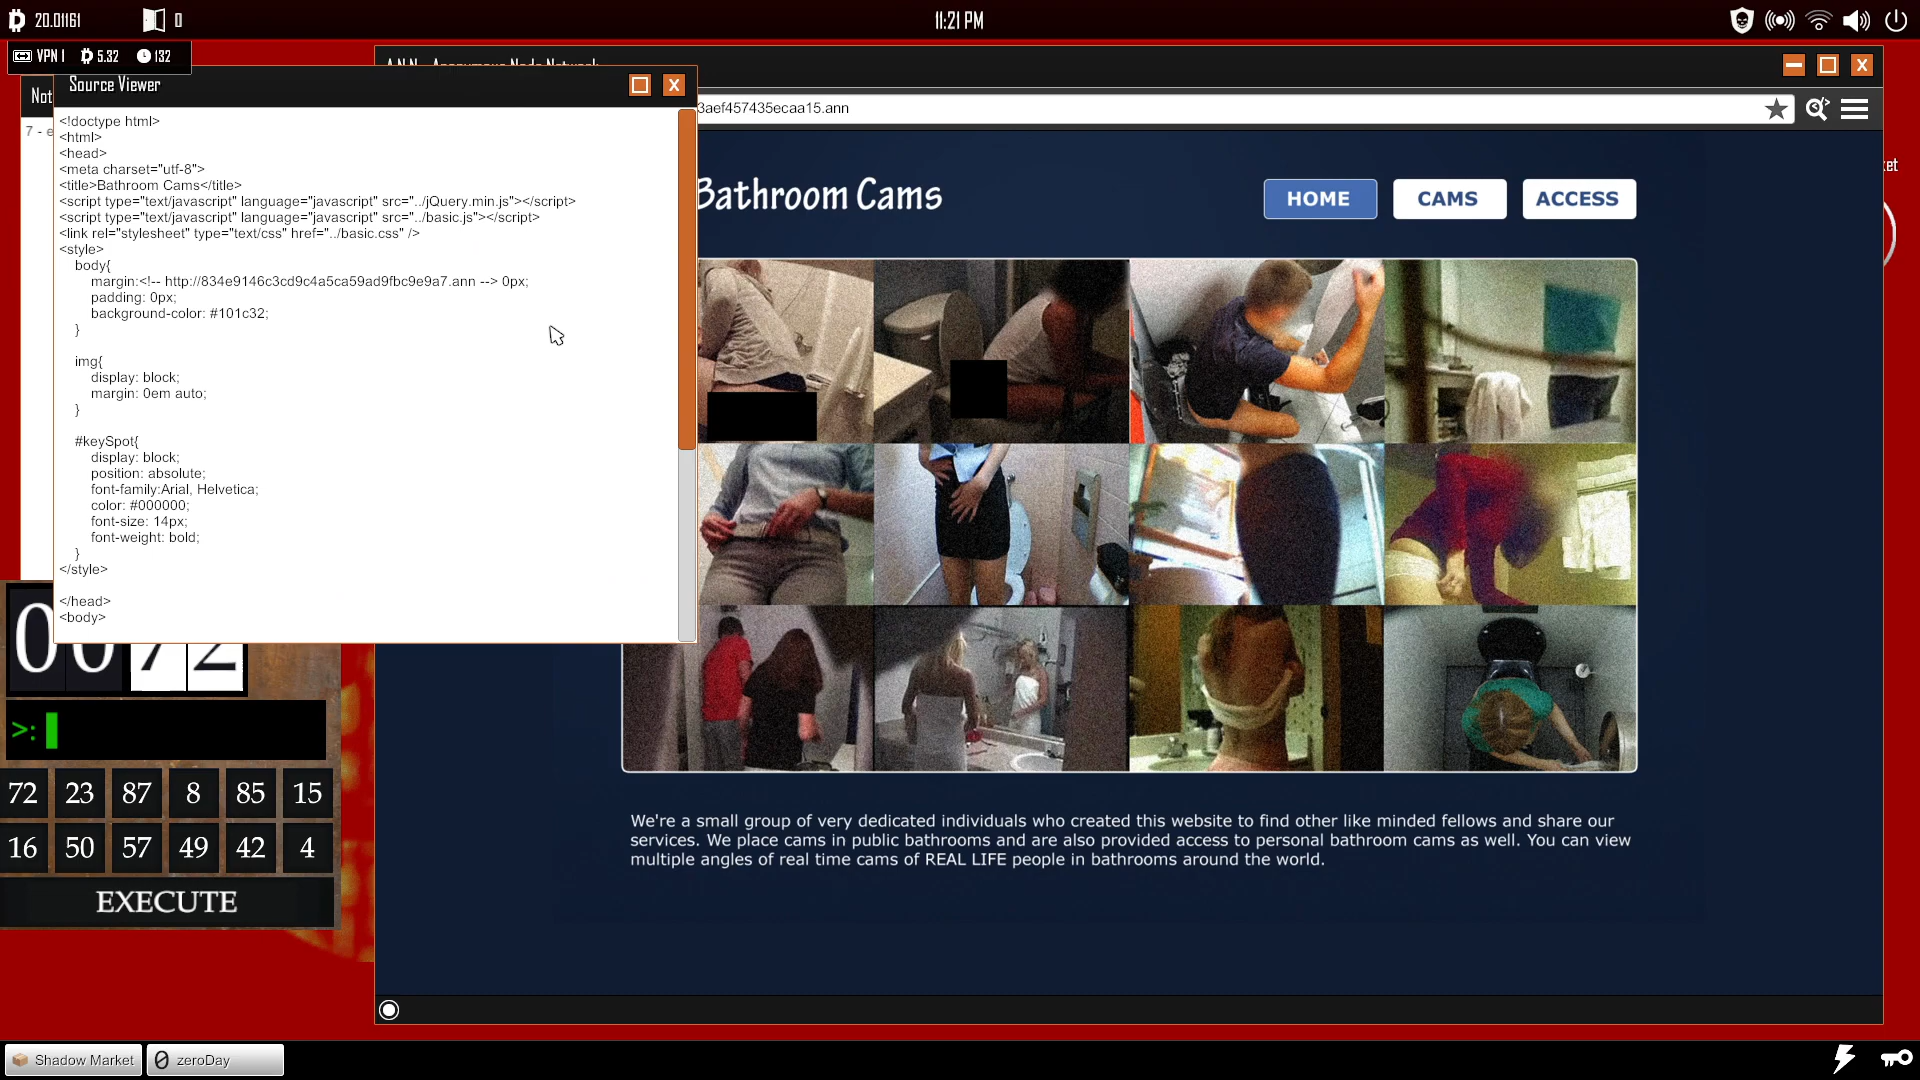 20.01161
0
11:21 PM
VPN 1
5.32
132
A.N.N - Anonymous Node Network
Not
7 - e
Source Viewer
X
X
3aef457435ecaa15.ann
<!doctype html>
<html>
<head>
<meta charset="utf-8">
<title>Bathroom Cams</title>
<script type="text/javascript" language="javascript" src="../jQuery.min.js"></script>
<script type="text/javascript" language="javascript" src="../basic.js"></script>
<link rel="stylesheet" type="text/css" href="../basic.css" />
<style>
body{
margin:<!-- http://834e9146c3cd9c4a5ca59ad9fbc9e9a7.ann --> 0px;
padding: 0px;
background-color: #101c32;
}
img{
display: block;
margin: 0em auto;
}
#keySpot{
display: block;
position: absolute;
font-family:Arial, Helvetica;
color: #000000;
font-size: 14px;
font-weight: bold;
}
</style>
</head>
<body>
Bathroom Cams
HOME
CAMS
ACCESS
ket
We're a small group of very dedicated individuals who created this website to find other like minded fellows and share our
services. We place cams in public bathrooms and are also provided access to personal bathroom cams as well. You can view
multiple angles of real time cams of REAL LIFE people in bathrooms around the world.
0072
>:
72 23 87 8 85 15
16 50 57 49 42 4
EXECUTE
Shadow Market
zeroDay